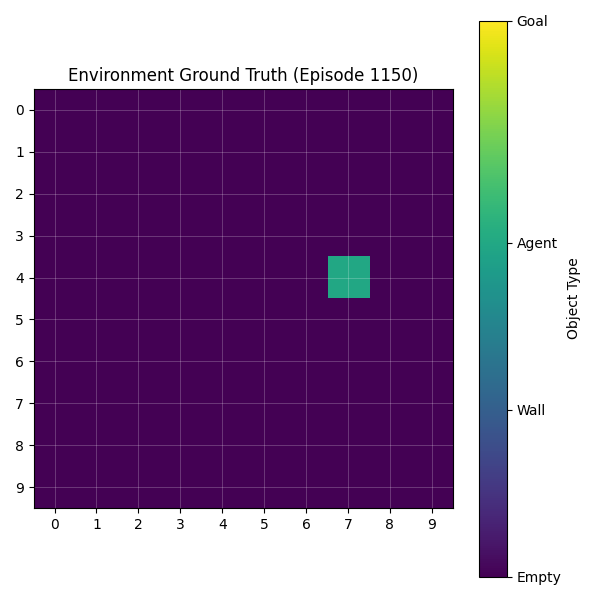 Environment Ground Truth (Episode 1150)
0
1
2
3
4
5
6
7
8
9
0 1 2 3 4 5 6 7 8 9
Goal
Agent
Wall
Empty
Object Type